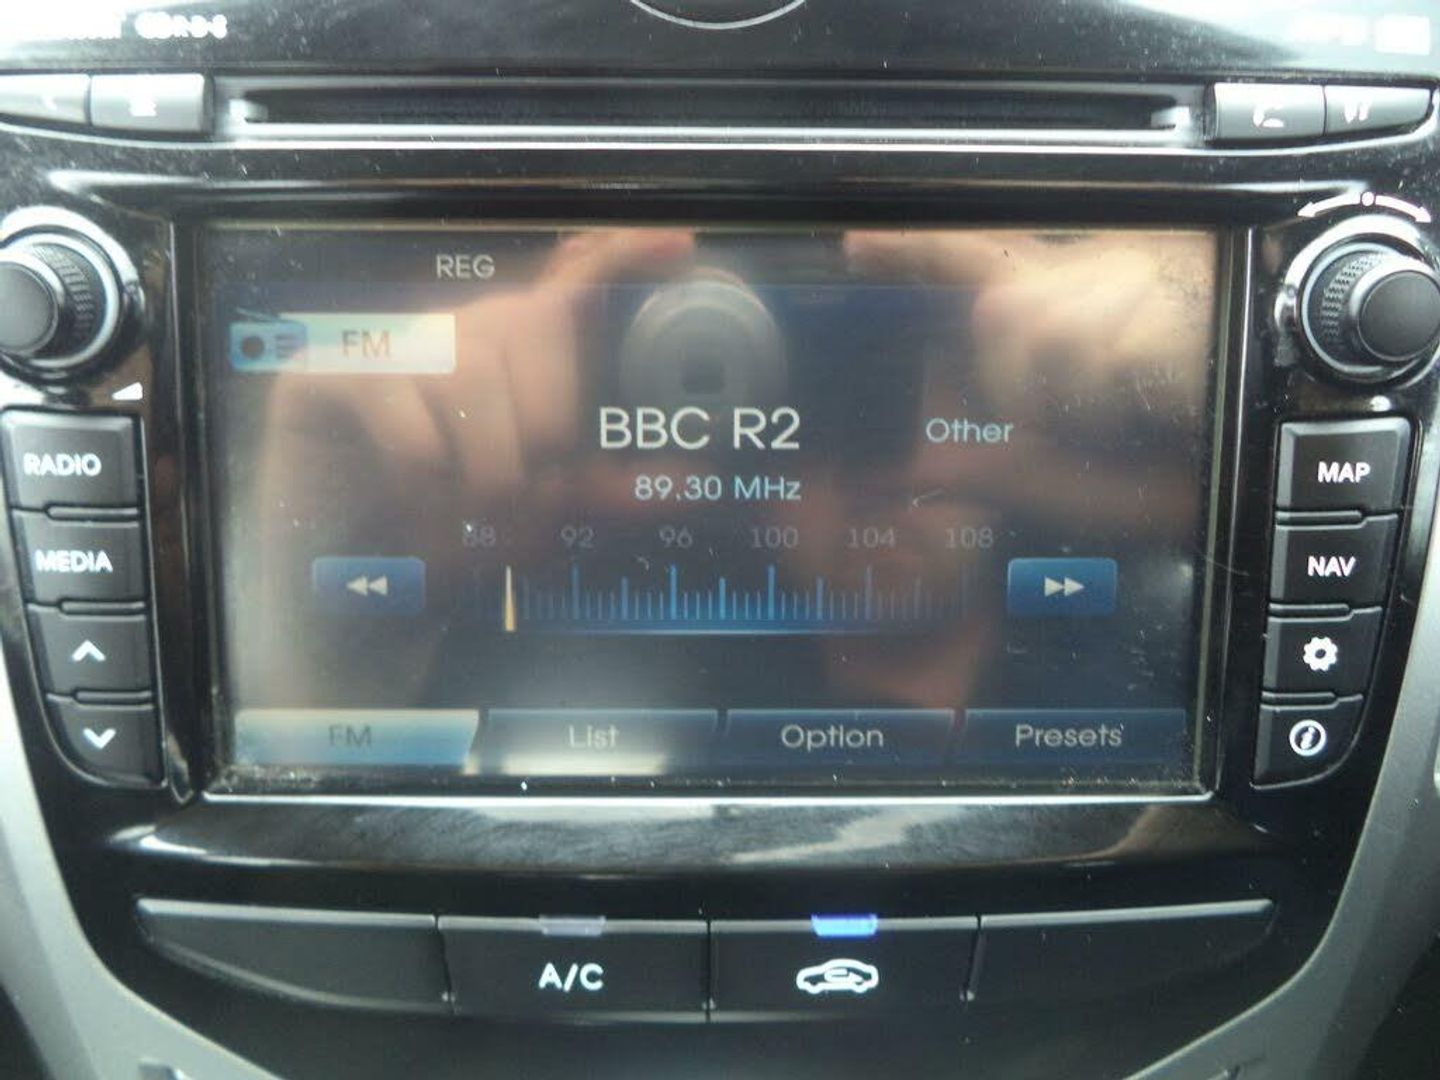 REG
FM
BBC R2
Other
89.30 MHz
88 92 96 100 104 108
FM List Option Presets
RADIO
MEDIA
MAP
NAV
A/C